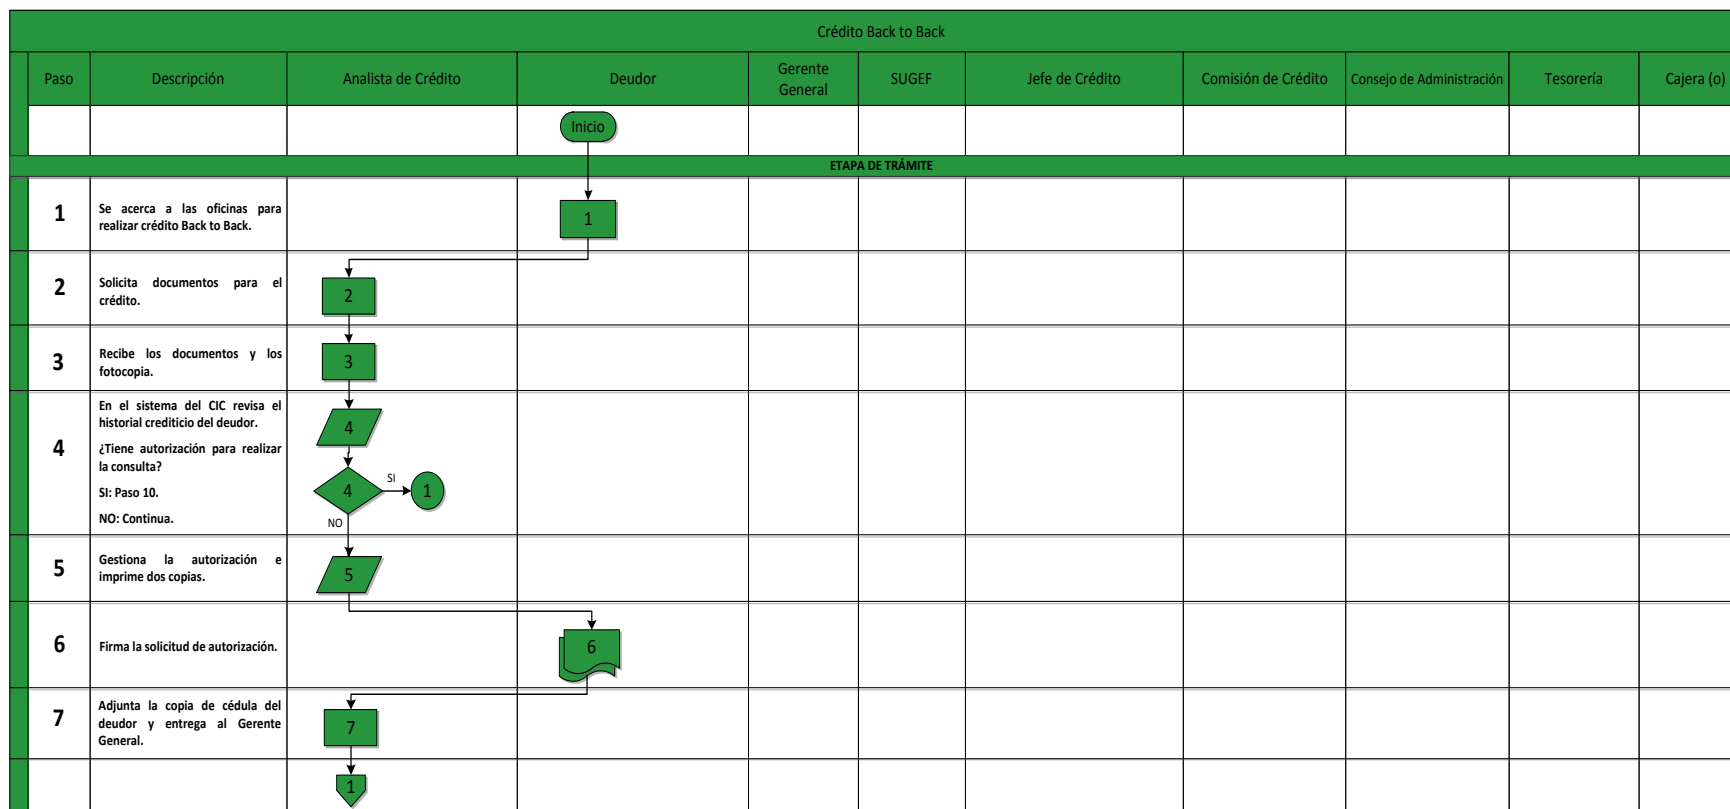 Crédito Back to Back
Paso
Descripción
Analista de Crédito
Deudor
Gerente
General
SUGEF
Jefe de Crédito
Comisión de Crédito
Consejo de Administración
Tesorería
Cajera (o)
Inicio
ETAPA DE TRÁMITE
1
Se acerca a las oficinas para
realizar crédito Back to Back.
1
2
Solicita documentos para el
crédito.
2
3
Recibe los documentos y los
fotocopia.
3
4
En el sistema del CIC revisa el
historial crediticio del deudor.
¿Tiene autorización para realizar
la consulta?
SI: Paso 10.
NO: Continua.
4
4
SI
1
NO
5
Gestiona la autorización e
imprime dos copias.
5
6
Firma la solicitud de autorización.
6
7
Adjunta la copia de cédula del
deudor y entrega al Gerente
General.
7
1